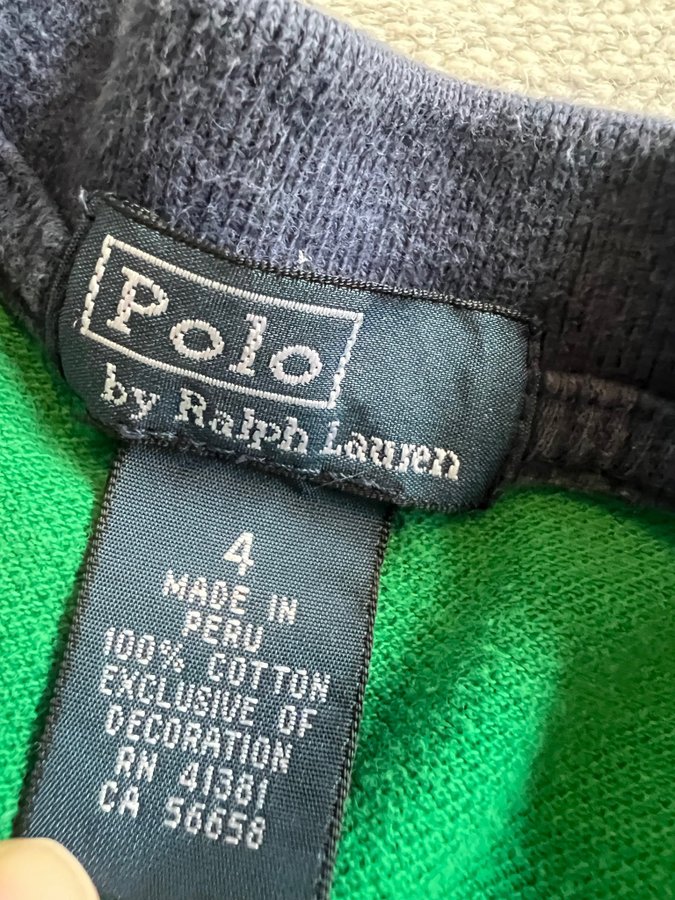 Polo
by Ralph Lauren
4
MADE IN
PERU
100% COTTON
EXCLUSIVE OF
DECORATION
RN 41381
CA 56658